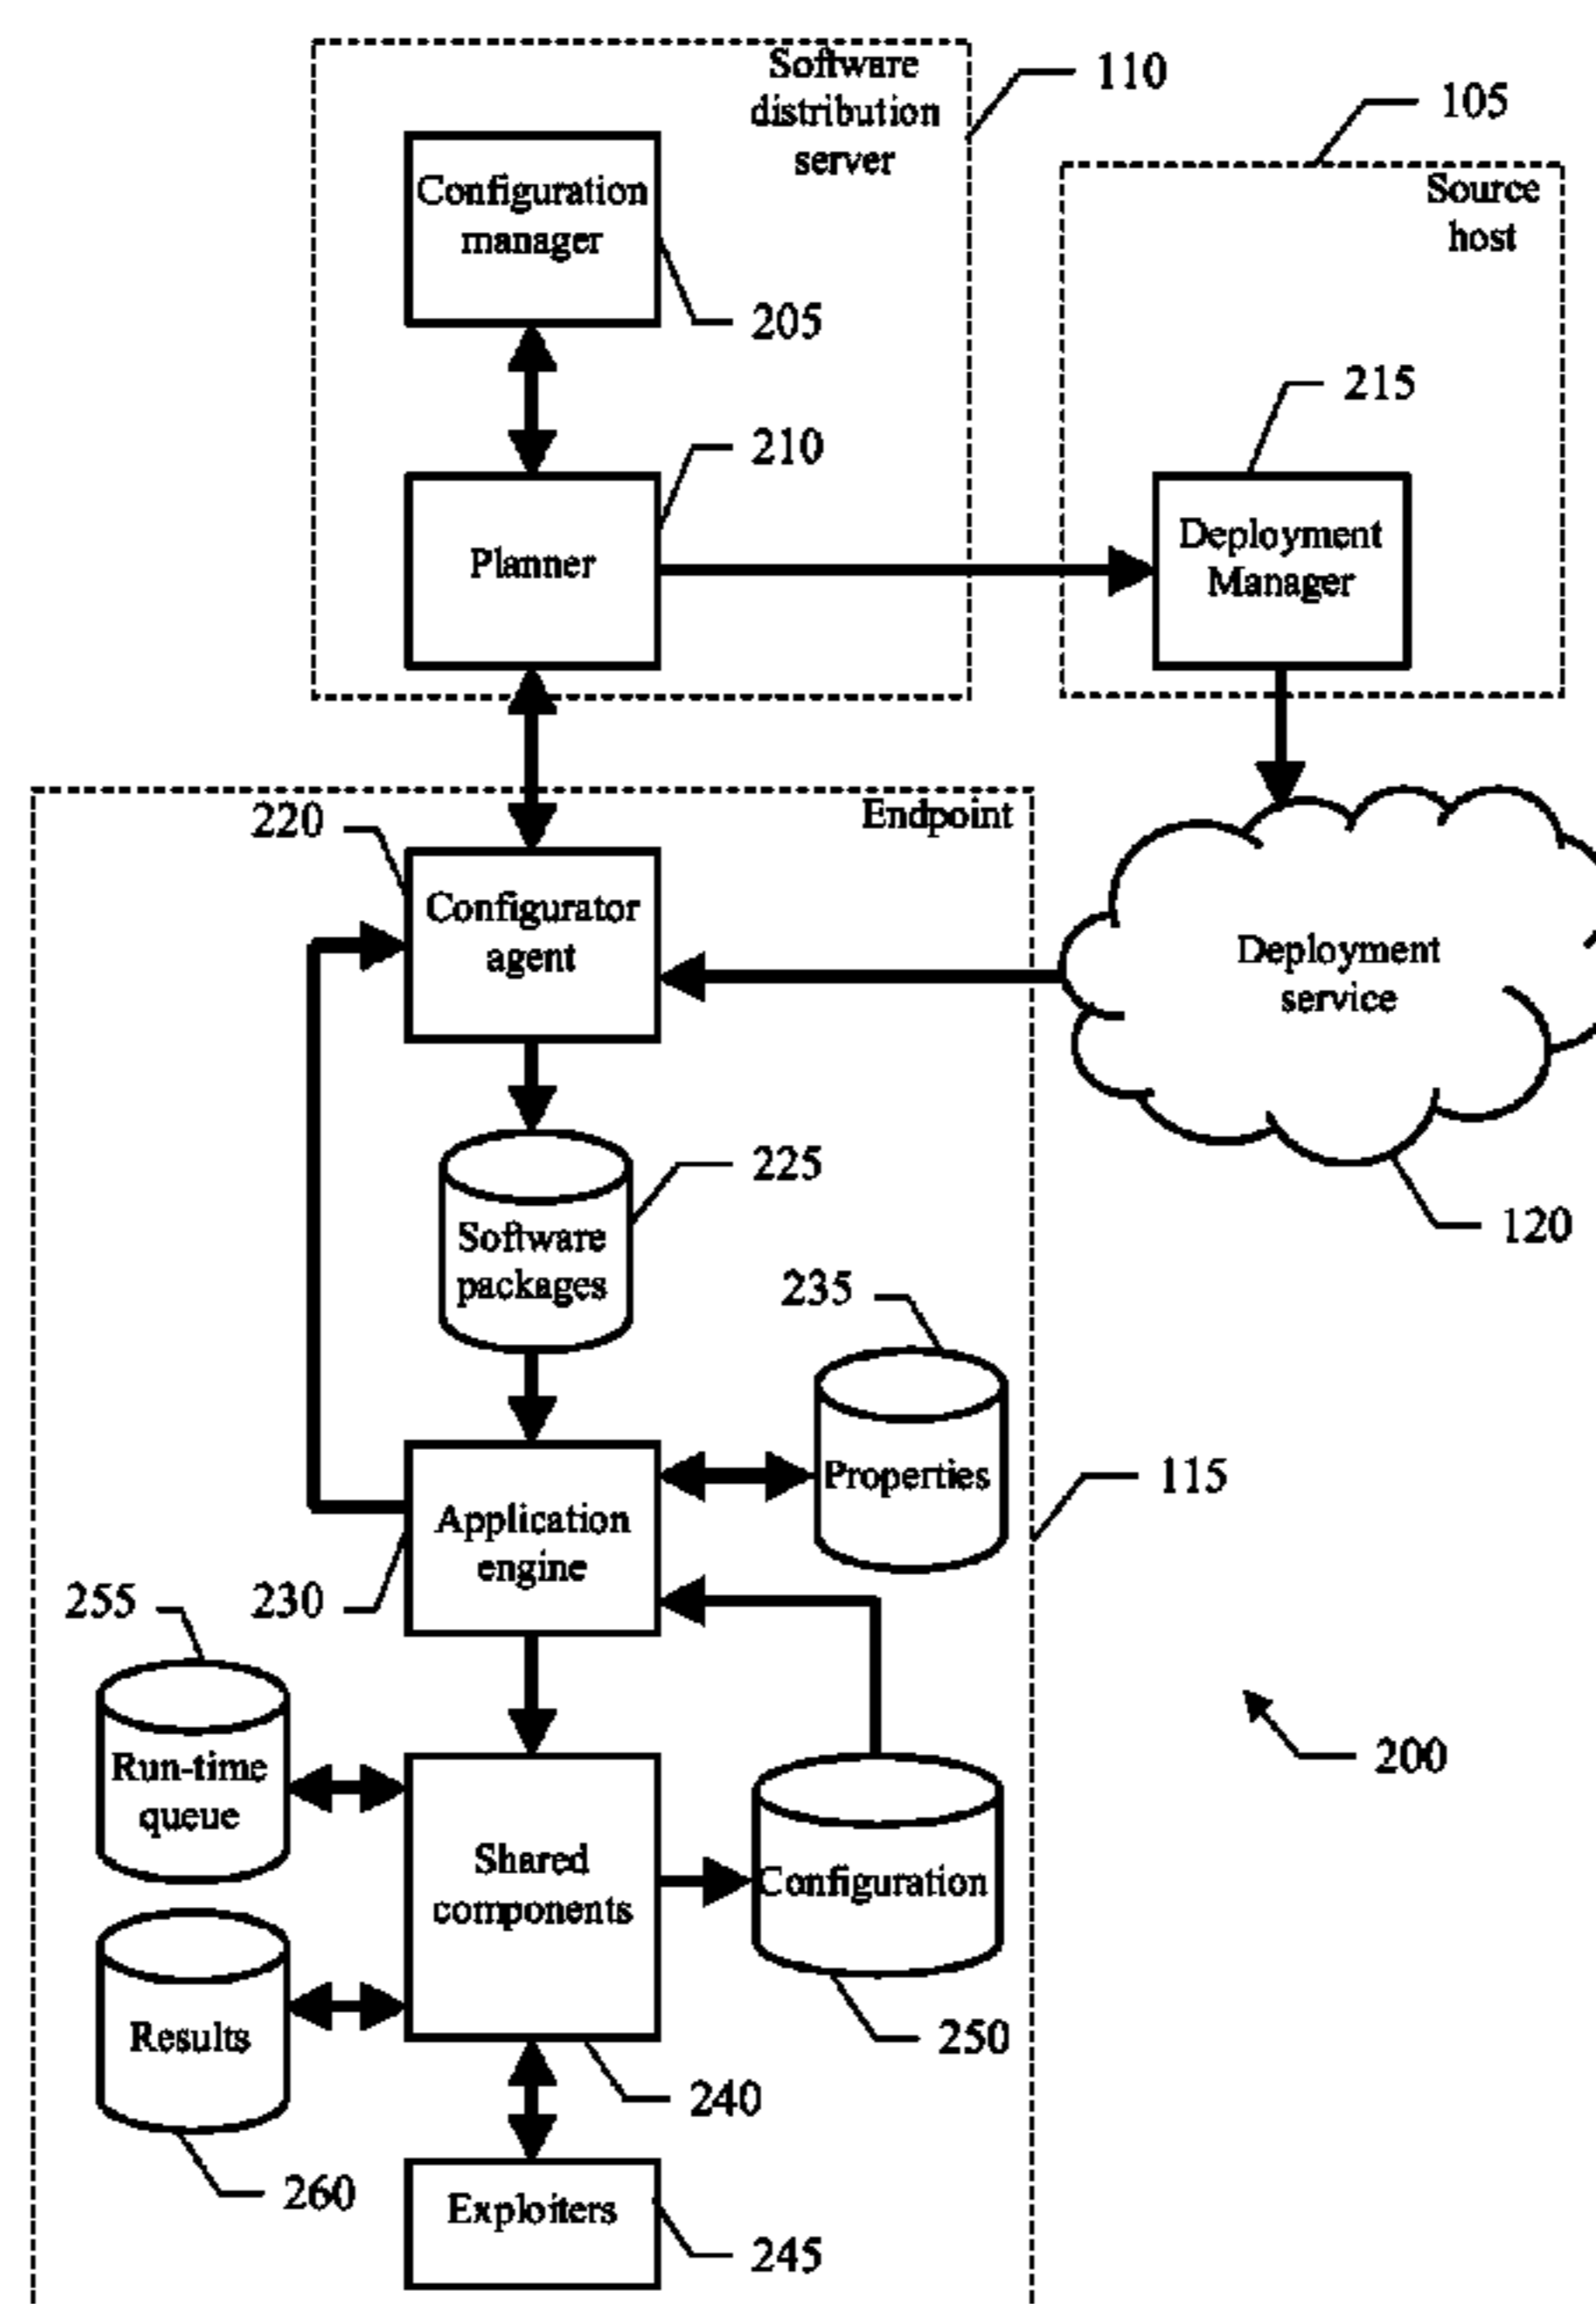 Software
distribution
server
110
105
Source
host
Configuration
manager
205
215
210
Planner
Deployment
Manager
Endpoint
220
Configurator
agent
Deployment
service
225
120
Software
packages
235
Properties
115
Application
engine
230
255
Run-time
queue
200
Shared
components
Configuration
Results
250
240
260
Exploiters
245